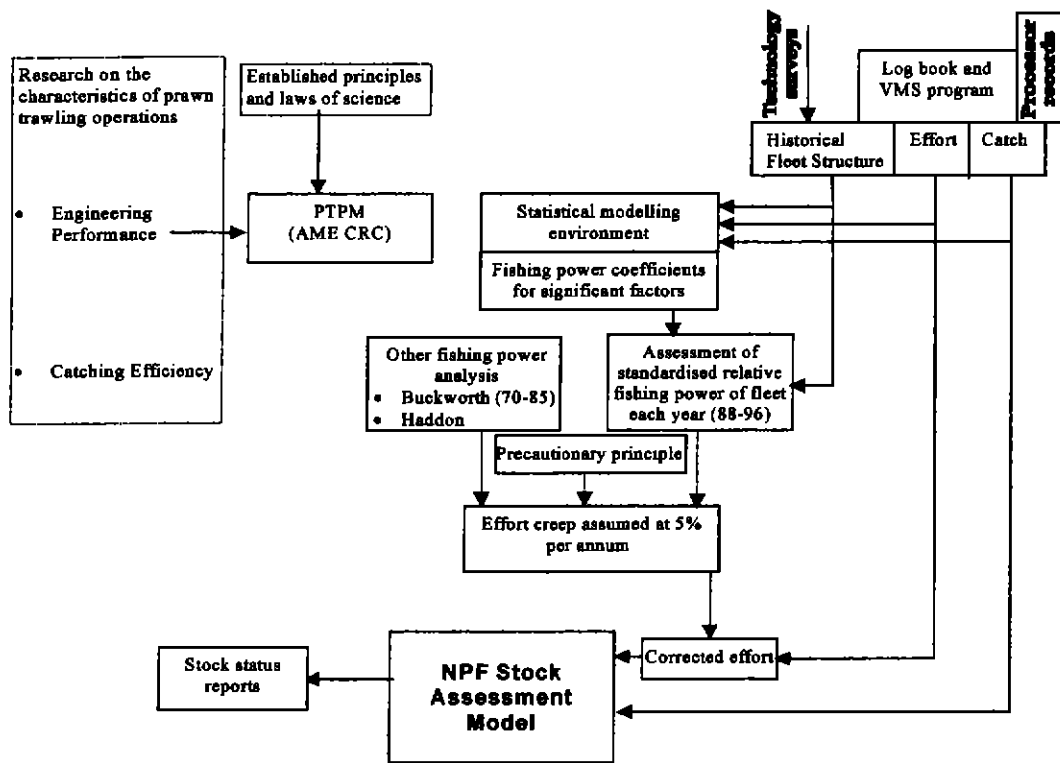 Research on the
characteristics of prawn
trawling operations
• Engineering
Performance
• Catching Efficiency
Established principles
and laws of science
PTPM
(AME CRC)
Technology
surveys
Log book and
VMS program
Processor
records
Historical
Fleet Structure
Effort
Catch
Statistical modelling
environment
Fishing power coefficients
for significant factors
Other fishing power
analysis
• Buckworth (70-85)
• Haddon
Assessment of
standardised relative
fishing power of fleet
each year (88-96)
Precautionary principle
Effort creep assumed at 5%
per annum
Stock status
reports
NPF Stock
Assessment
Model
Corrected effort